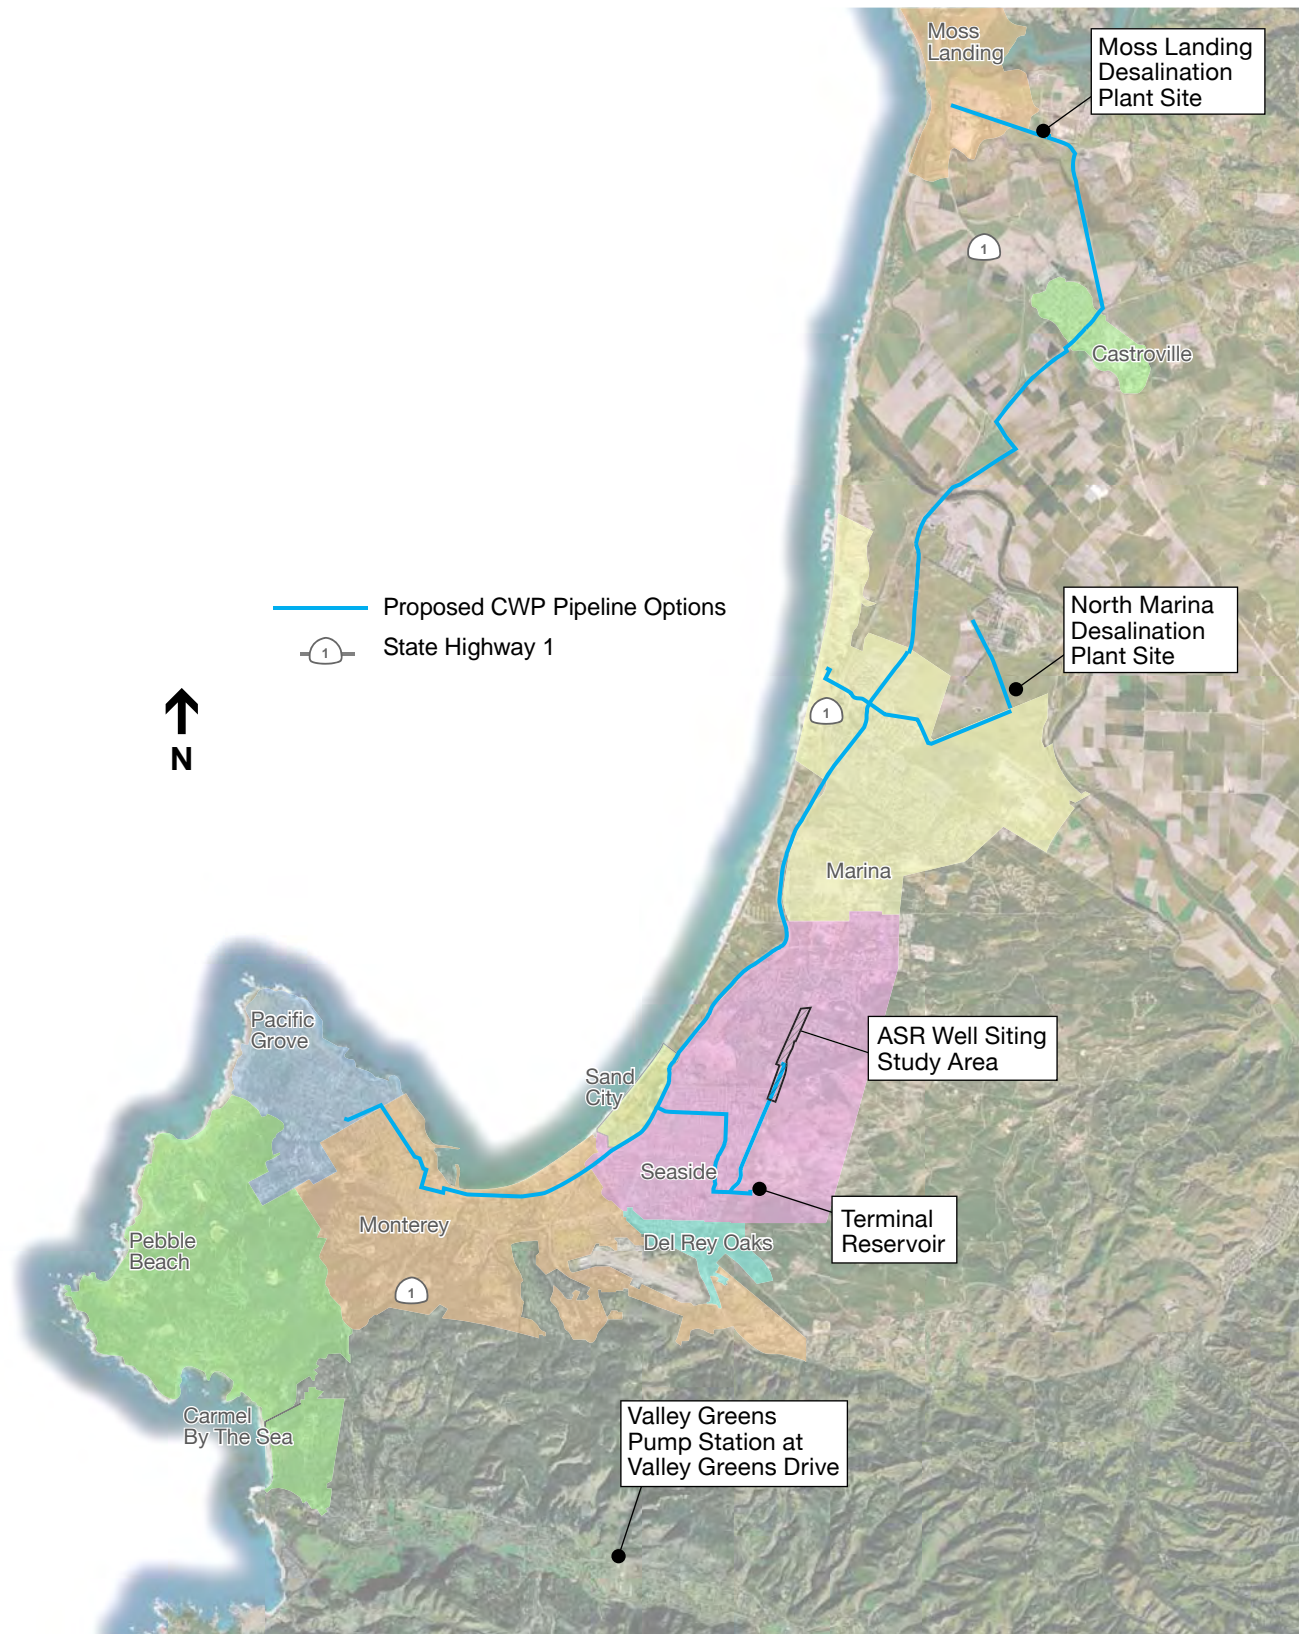 Moss
Landing
Moss Landing
Desalination
Plant Site
1
Castroville
Proposed CWP Pipeline Options
1
State Highway 1
N
North Marina
Desalination
Plant Site
1
Marina
Pacific
Grove
ASR Well Siting
Study Area
Sand
City
Seaside
Terminal
Reservoir
Monterey
Del Rey Oaks
Pebble
Beach
1
Carmel
By The Sea
Valley Greens
Pump Station at
Valley Greens Drive